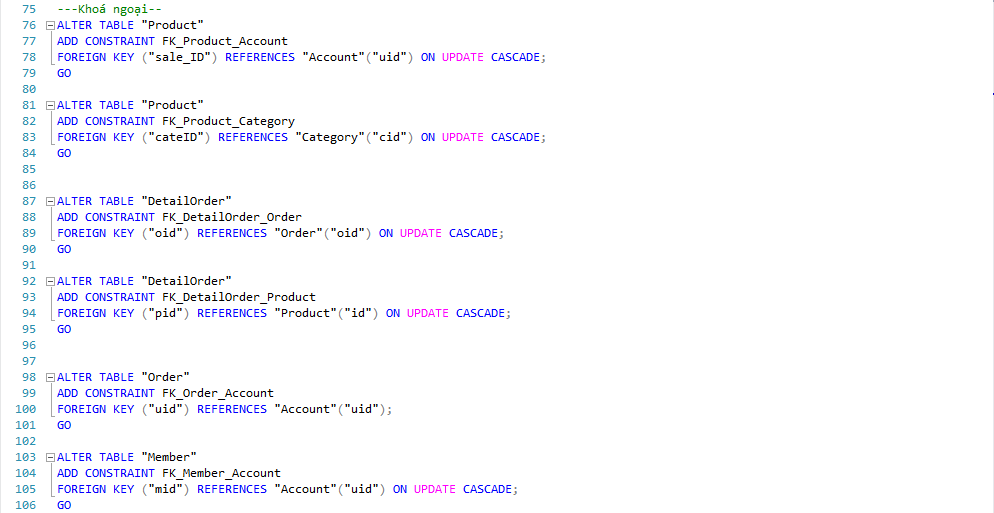 75 ---Khoá ngoại--
76 ALTER TABLE "Product"
77 ADD CONSTRAINT FK_Product_Account
78 FOREIGN KEY ("sale_ID") REFERENCES "Account"("uid") ON UPDATE CASCADE;
79 GO
80
81 ALTER TABLE "Product"
82 ADD CONSTRAINT FK_Product_Category
83 FOREIGN KEY ("cateID") REFERENCES "Category"("cid") ON UPDATE CASCADE;
84 GO
85
86
87 ALTER TABLE "DetailOrder"
88 ADD CONSTRAINT FK_DetailOrder_Order
89 FOREIGN KEY ("oid") REFERENCES "Order"("oid") ON UPDATE CASCADE;
90 GO
91
92 ALTER TABLE "DetailOrder"
93 ADD CONSTRAINT FK_DetailOrder_Product
94 FOREIGN KEY ("pid") REFERENCES "Product"("id") ON UPDATE CASCADE;
95 GO
96
97
98 ALTER TABLE "Order"
99 ADD CONSTRAINT FK_Order_Account
100 FOREIGN KEY ("uid") REFERENCES "Account"("uid");
101 GO
102
103 ALTER TABLE "Member"
104 ADD CONSTRAINT FK_Member_Account
105 FOREIGN KEY ("mid") REFERENCES "Account"("uid") ON UPDATE CASCADE;
106 GO